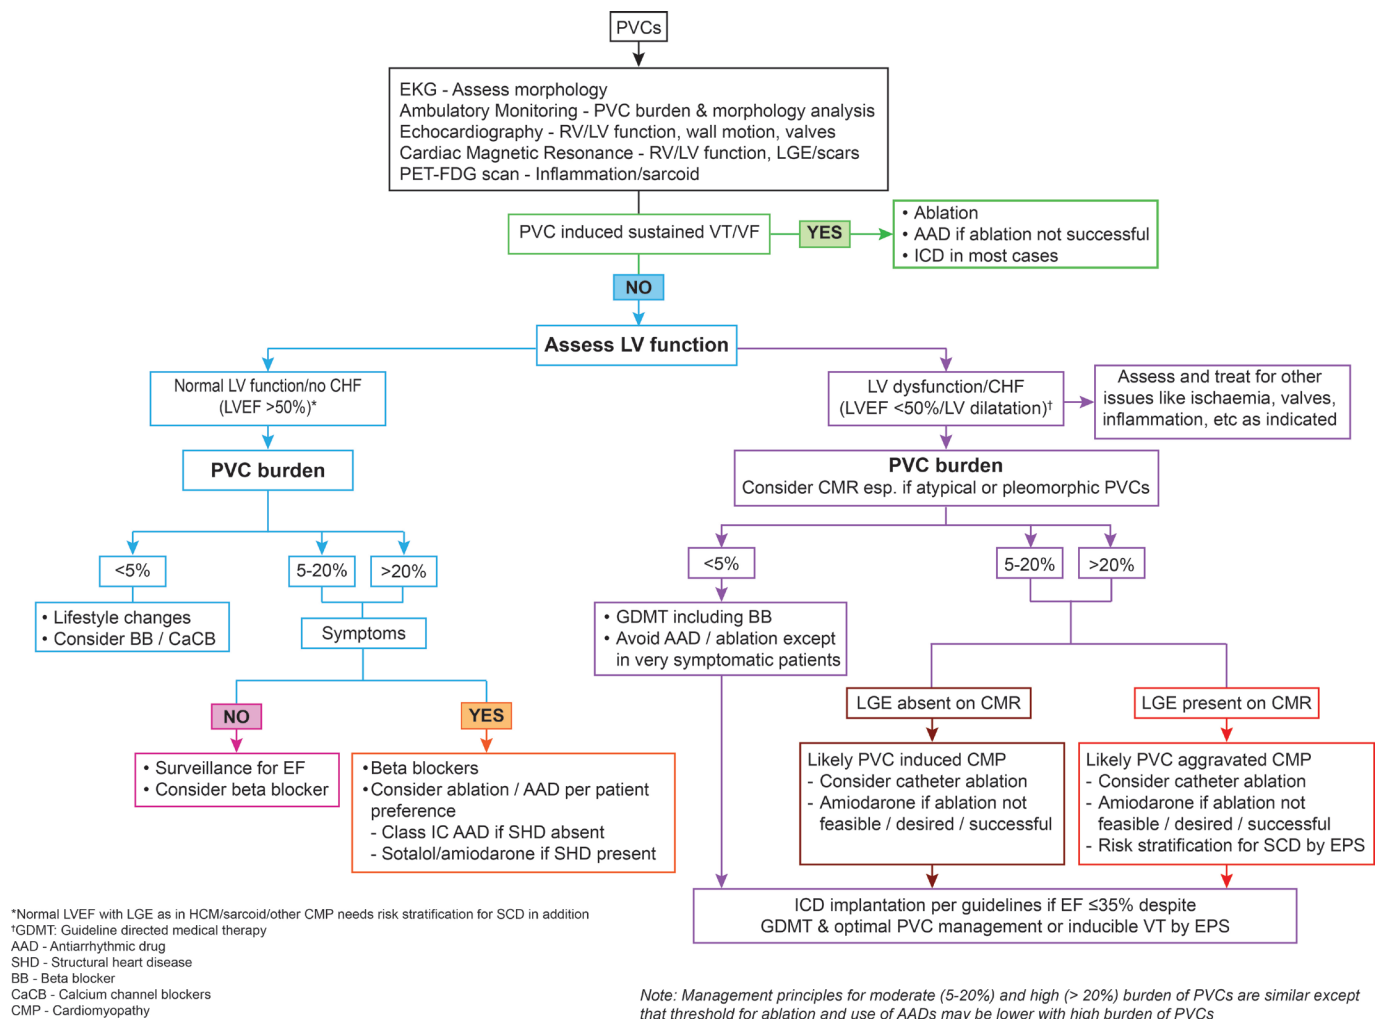 PVCs
EKG - Assess morphology
Ambulatory Monitoring - PVC burden & morphology analysis
Echocardiography - RV/LV function, wall motion, valves
Cardiac Magnetic Resonance - RV/LV function, LGE/scars
PET-FDG scan - Inflammation/sarcoid
PVC induced sustained VT/VF
YES
• Ablation
• AAD if ablation not successful
• ICD in most cases
NO
Assess LV function
Normal LV function/no CHF
(LVEF >50%)*
LV dysfunction/CHF
(LVEF <50%/LV dilatation)†
Assess and treat for other
issues like ischaemia, valves,
inflammation, etc as indicated
PVC burden
PVC burden
Consider CMR esp. if atypical or pleomorphic PVCs
<5%
5-20%
>20%
<5%
5-20%
>20%
• Lifestyle changes
• Consider BB / CaCB
Symptoms
• GDMT including BB
• Avoid AAD / ablation except
in very symptomatic patients
NO
YES
LGE absent on CMR
LGE present on CMR
• Surveillance for EF
• Consider beta blocker
• Beta blockers
• Consider ablation / AAD per patient
preference
- Class IC AAD if SHD absent
- Sotalol/amiodarone if SHD present
Likely PVC induced CMP
- Consider catheter ablation
- Amiodarone if ablation not
feasible / desired / successful
Likely PVC aggravated CMP
- Consider catheter ablation
- Amiodarone if ablation not
feasible / desired / successful
- Risk stratification for SCD by EPS
ICD implantation per guidelines if EF ≤35% despite
GDMT & optimal PVC management or inducible VT by EPS
*Normal LVEF with LGE as in HCM/sarcoid/other CMP needs risk stratification for SCD in addition
†GDMT: Guideline directed medical therapy
AAD - Antiarrhythmic drug
SHD - Structural heart disease
BB - Beta blocker
CaCB - Calcium channel blockers
CMP - Cardiomyopathy
Note: Management principles for moderate (5-20%) and high (> 20%) burden of PVCs are similar except
that threshold for ablation and use of AADs may be lower with high burden of PVCs